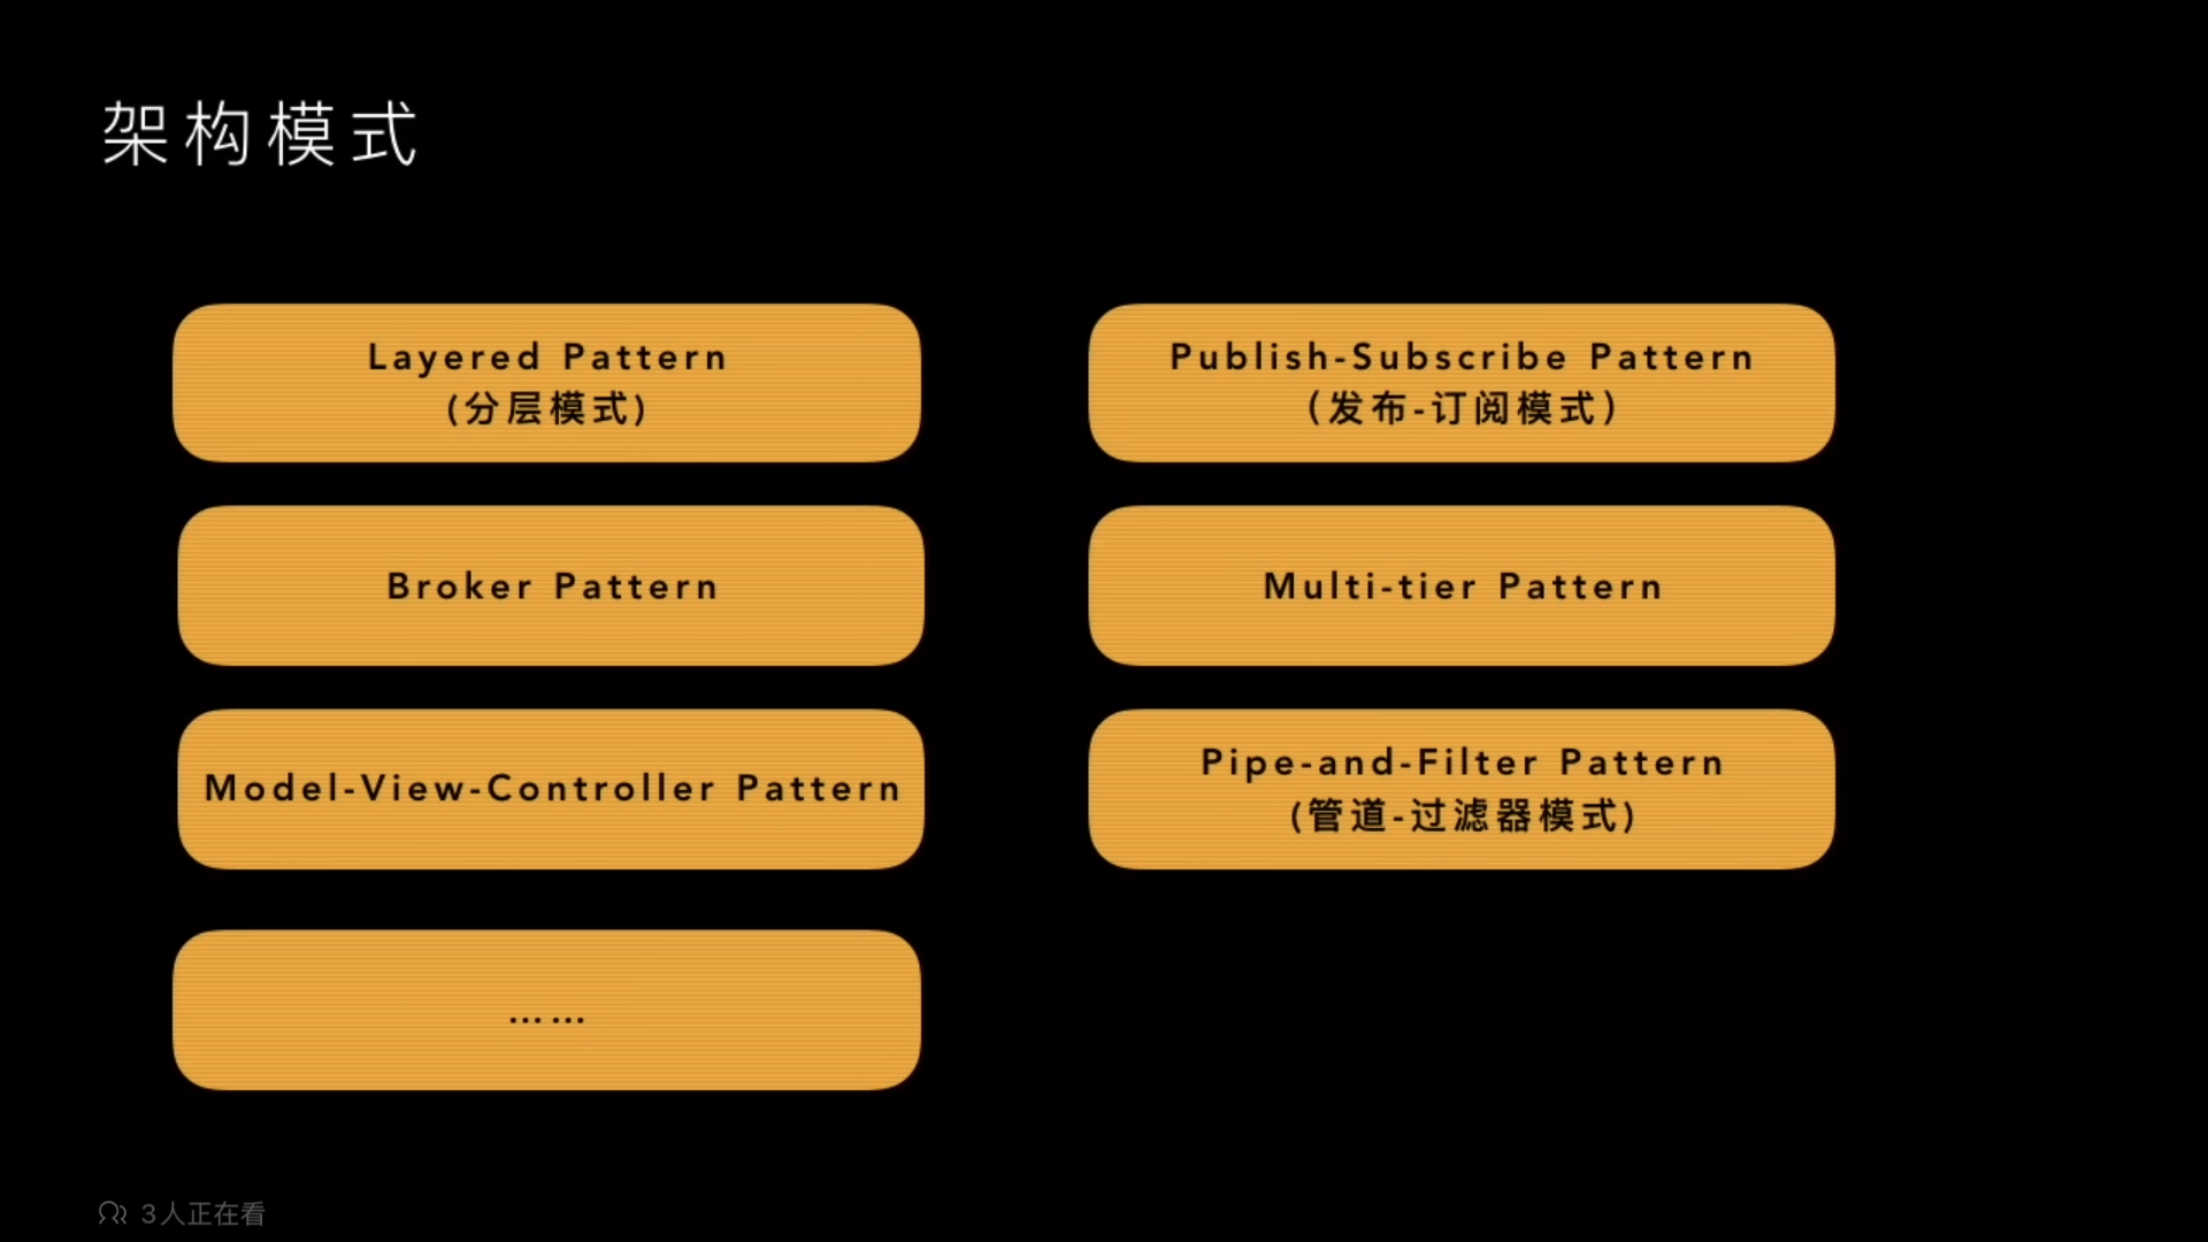 架构模式
Layered Pattern
(分层模式)
Publish-Subscribe Pattern
（发布-订阅模式）
Broker Pattern
Multi-tier Pattern
Model-View-Controller Pattern
Pipe-and-Filter Pattern
(管道-过滤器模式)
……
3人正在看